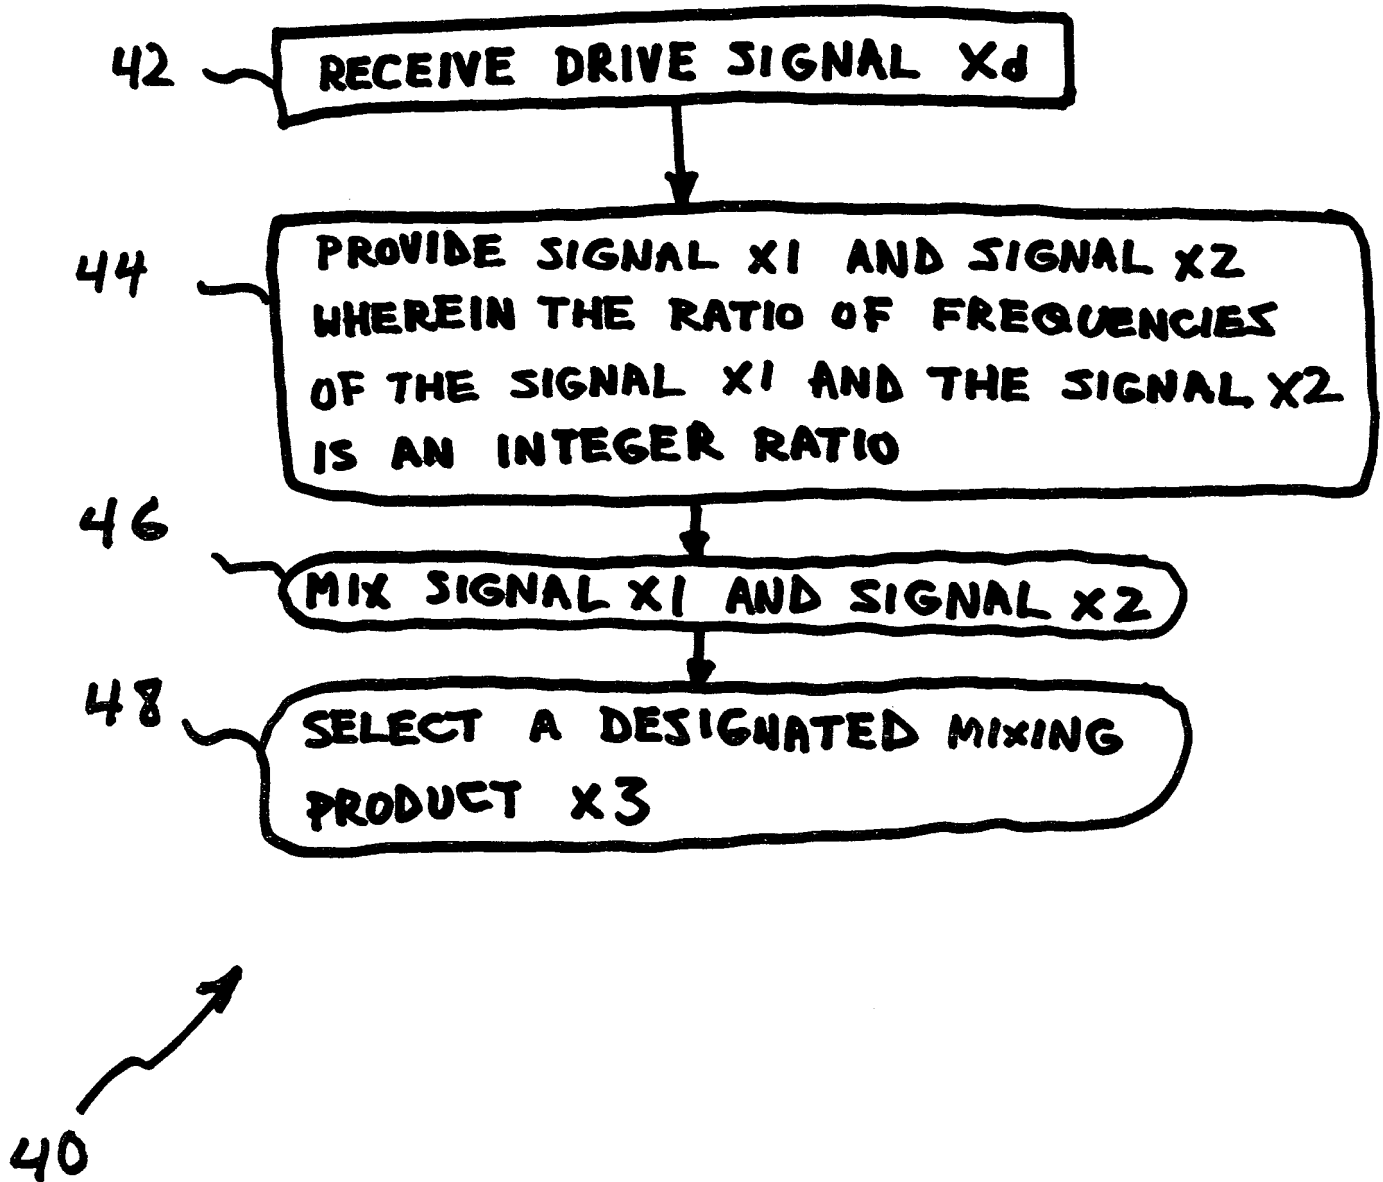 42
RECEIVE DRIVE SIGNAL Xd
44
PROVIDE SIGNAL X1 AND SIGNAL X2
WHEREIN THE RATIO OF FREQUENCIES
OF THE SIGNAL X1 AND THE SIGNAL X2
IS AN INTEGER RATIO
46
MIX SIGNAL X1 AND SIGNAL X2
48
SELECT A DESIGNATED MIXING
PRODUCT X3
40